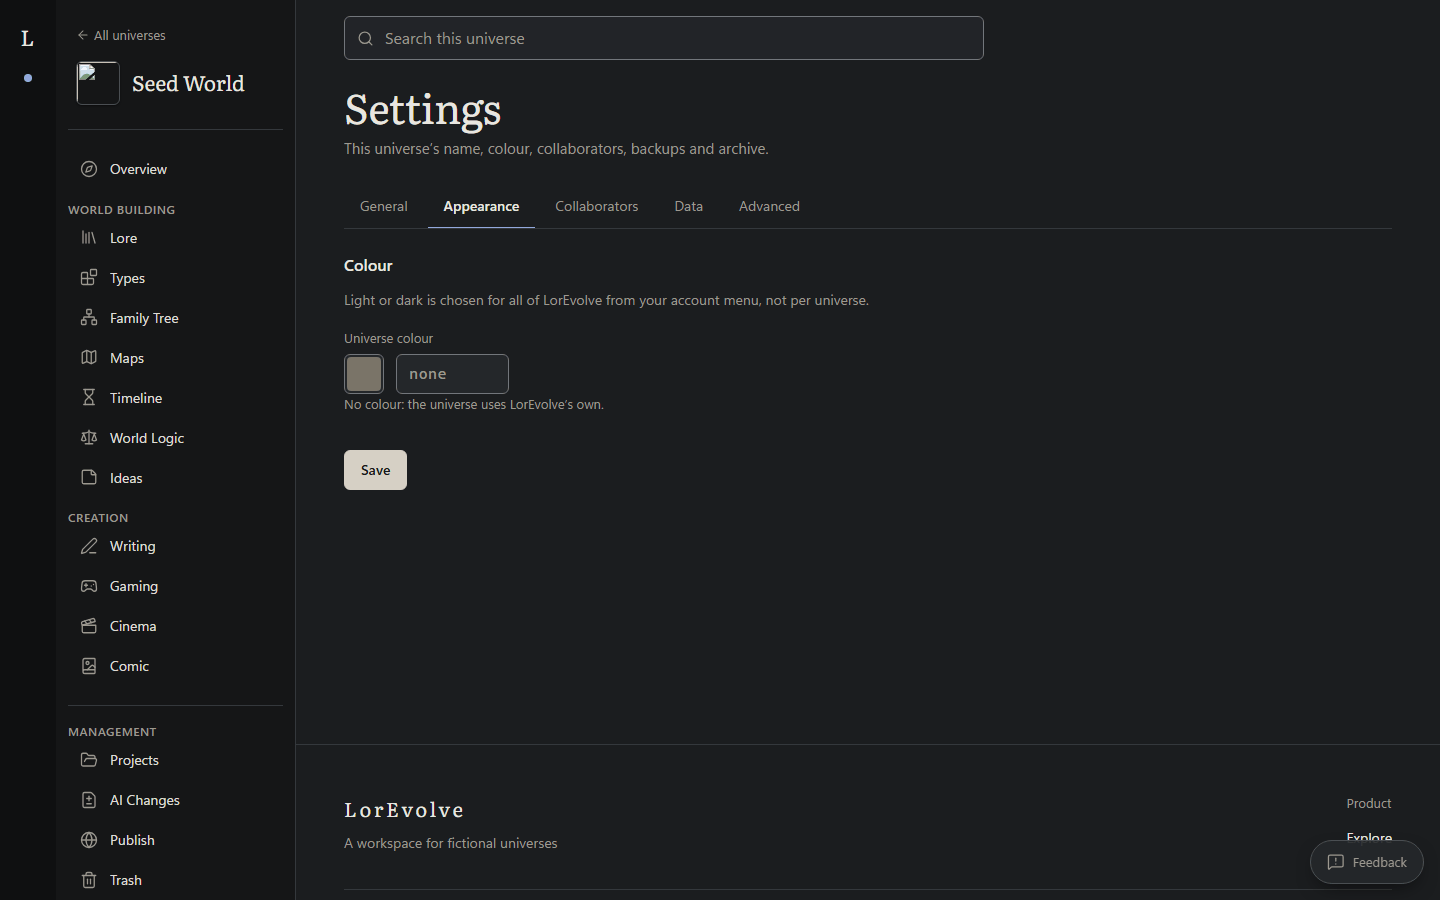 L
All universes
Seed World
Overview
WORLD BUILDING
Lore
Types
Family Tree
Maps
Timeline
World Logic
Ideas
CREATION
Writing
Gaming
Cinema
Comic
MANAGEMENT
Projects
AI Changes
Publish
Trash
Search this universe
Settings
This universe’s name, colour, collaborators, backups and archive.
General Appearance Collaborators Data Advanced
Colour
Light or dark is chosen for all of LorEvolve from your account menu, not per universe.
Universe colour
none
No colour: the universe uses LorEvolve’s own.
Save
LorEvolve
A workspace for fictional universes
Product
Explore
Feedback